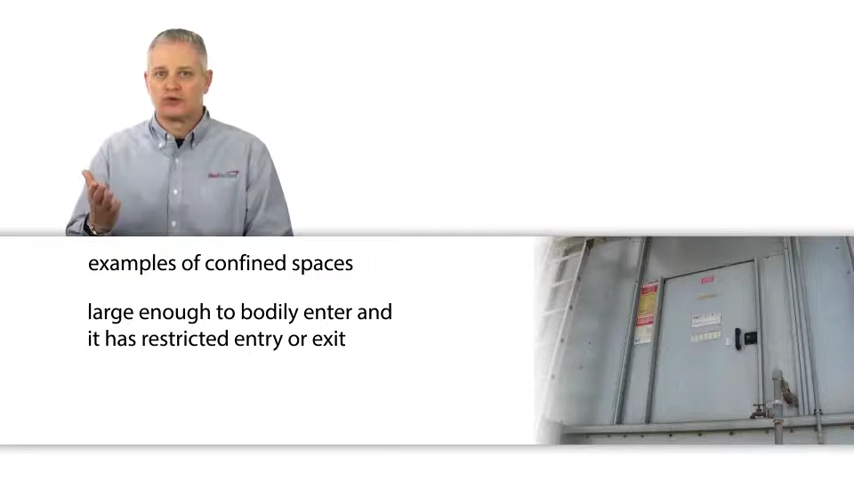 examples of confined spaces
large enough to bodily enter and
it has restricted entry or exit